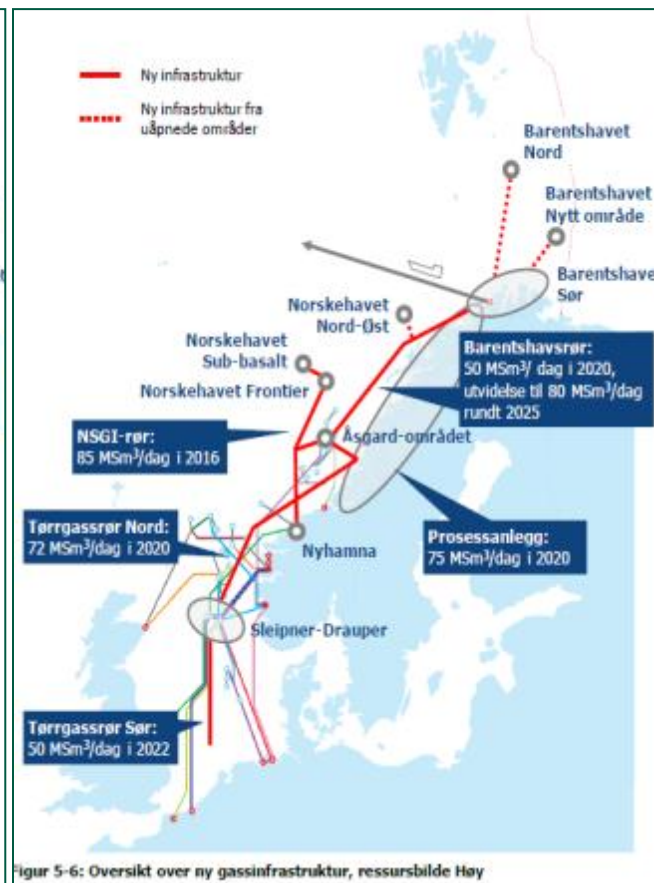 Ny infrastruktur
Ny infrastruktur fra
uåpnede områder
Barentshavet
Nord
Barentshavet
Nytt område
Barentshave
Sør
Norskehavet
Nord-Øst
Norskehavet
Sub-basalt
Norskehavet Frontier
Barentshavsrør:
50 MSm³/ dag i 2020,
utvidelse til 80 MSm³/dag
rundt 2025
NSGI-rør:
85 MSm³/dag i 2016
Åsgard-området
Tørrgassrør Nord:
72 MSm³/dag i 2020
Nyhamna
Prosessanlegg:
75 MSm³/dag i 2020
Sleipner-Draupner
Tørrgassrør Sør:
50 MSm³/dag i 2022
Figur 5-6: Oversikt over ny gassinfrastruktur, ressursbilde Høy